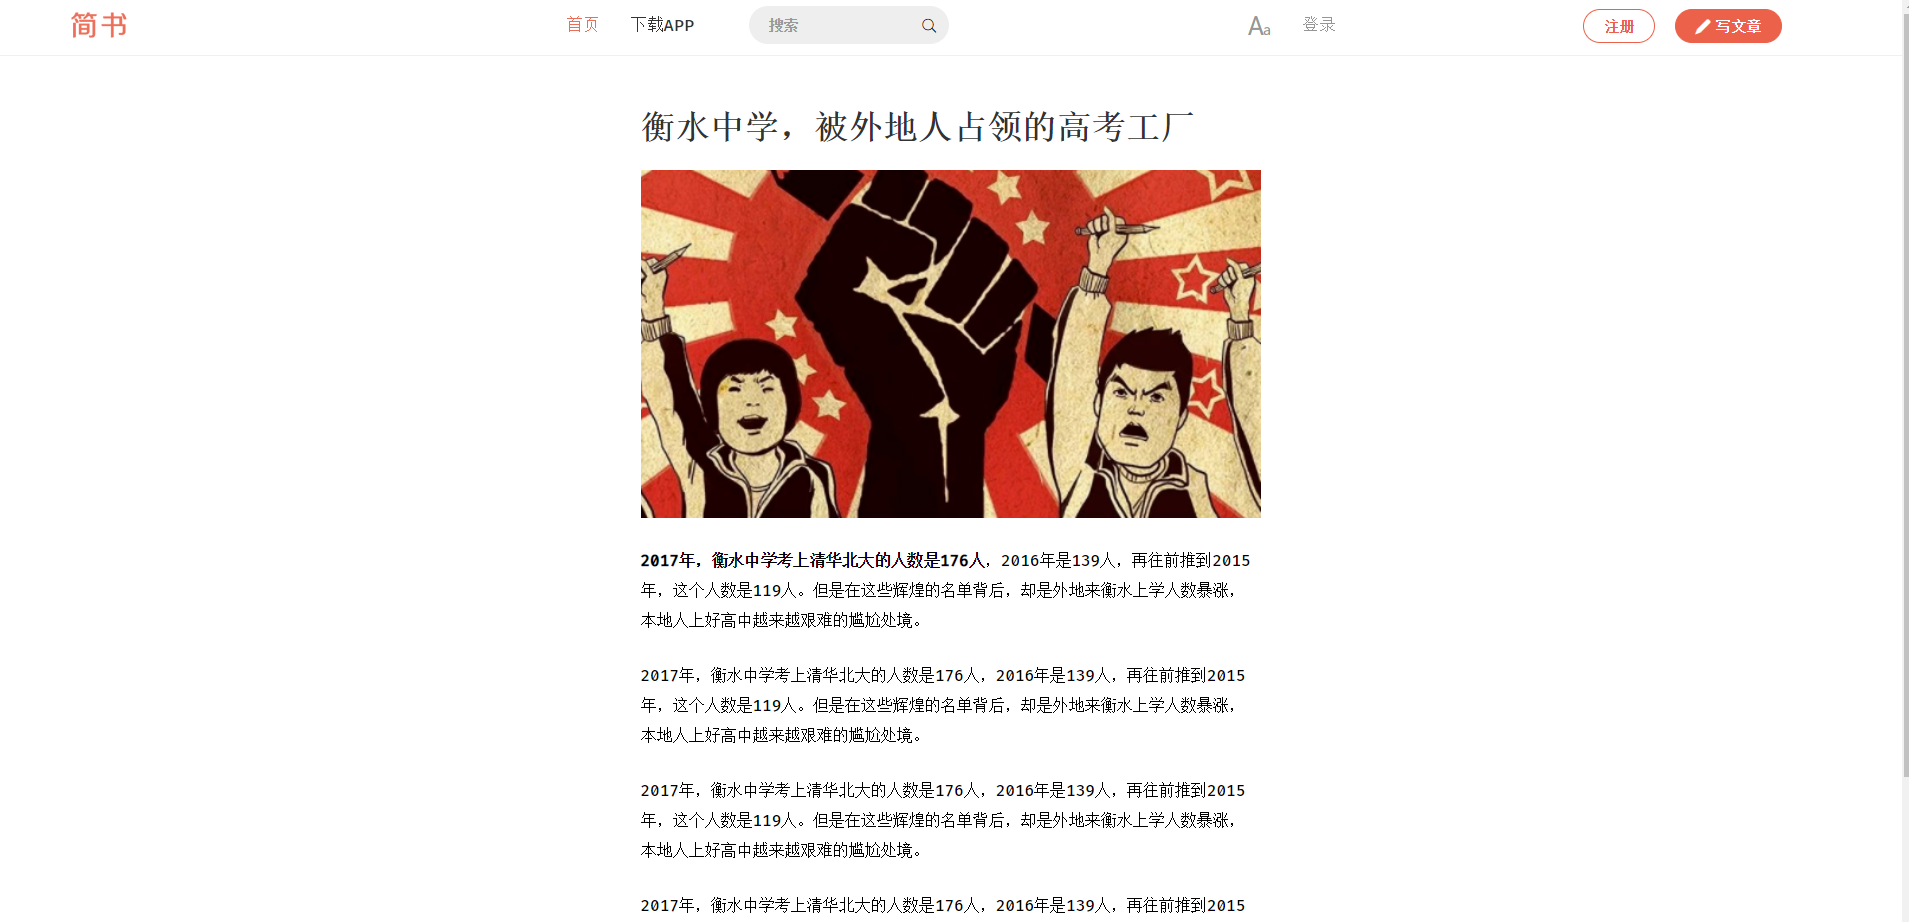 简书 首页 下载APP 搜索 Aa 登录 注册 写文章
衡水中学，被外地人占领的高考工厂
2017年，衡水中学考上清华北大的人数是176人，2016年是139人，再往前推到2015
年，这个人数是119人。但是在这些辉煌的名单背后，却是外地来衡水上学人数暴涨，
本地人上好高中越来越艰难的尴尬处境。
2017年，衡水中学考上清华北大的人数是176人，2016年是139人，再往前推到2015
年，这个人数是119人。但是在这些辉煌的名单背后，却是外地来衡水上学人数暴涨，
本地人上好高中越来越艰难的尴尬处境。
2017年，衡水中学考上清华北大的人数是176人，2016年是139人，再往前推到2015
年，这个人数是119人。但是在这些辉煌的名单背后，却是外地来衡水上学人数暴涨，
本地人上好高中越来越艰难的尴尬处境。
2017年，衡水中学考上清华北大的人数是176人，2016年是139人，再往前推到2015